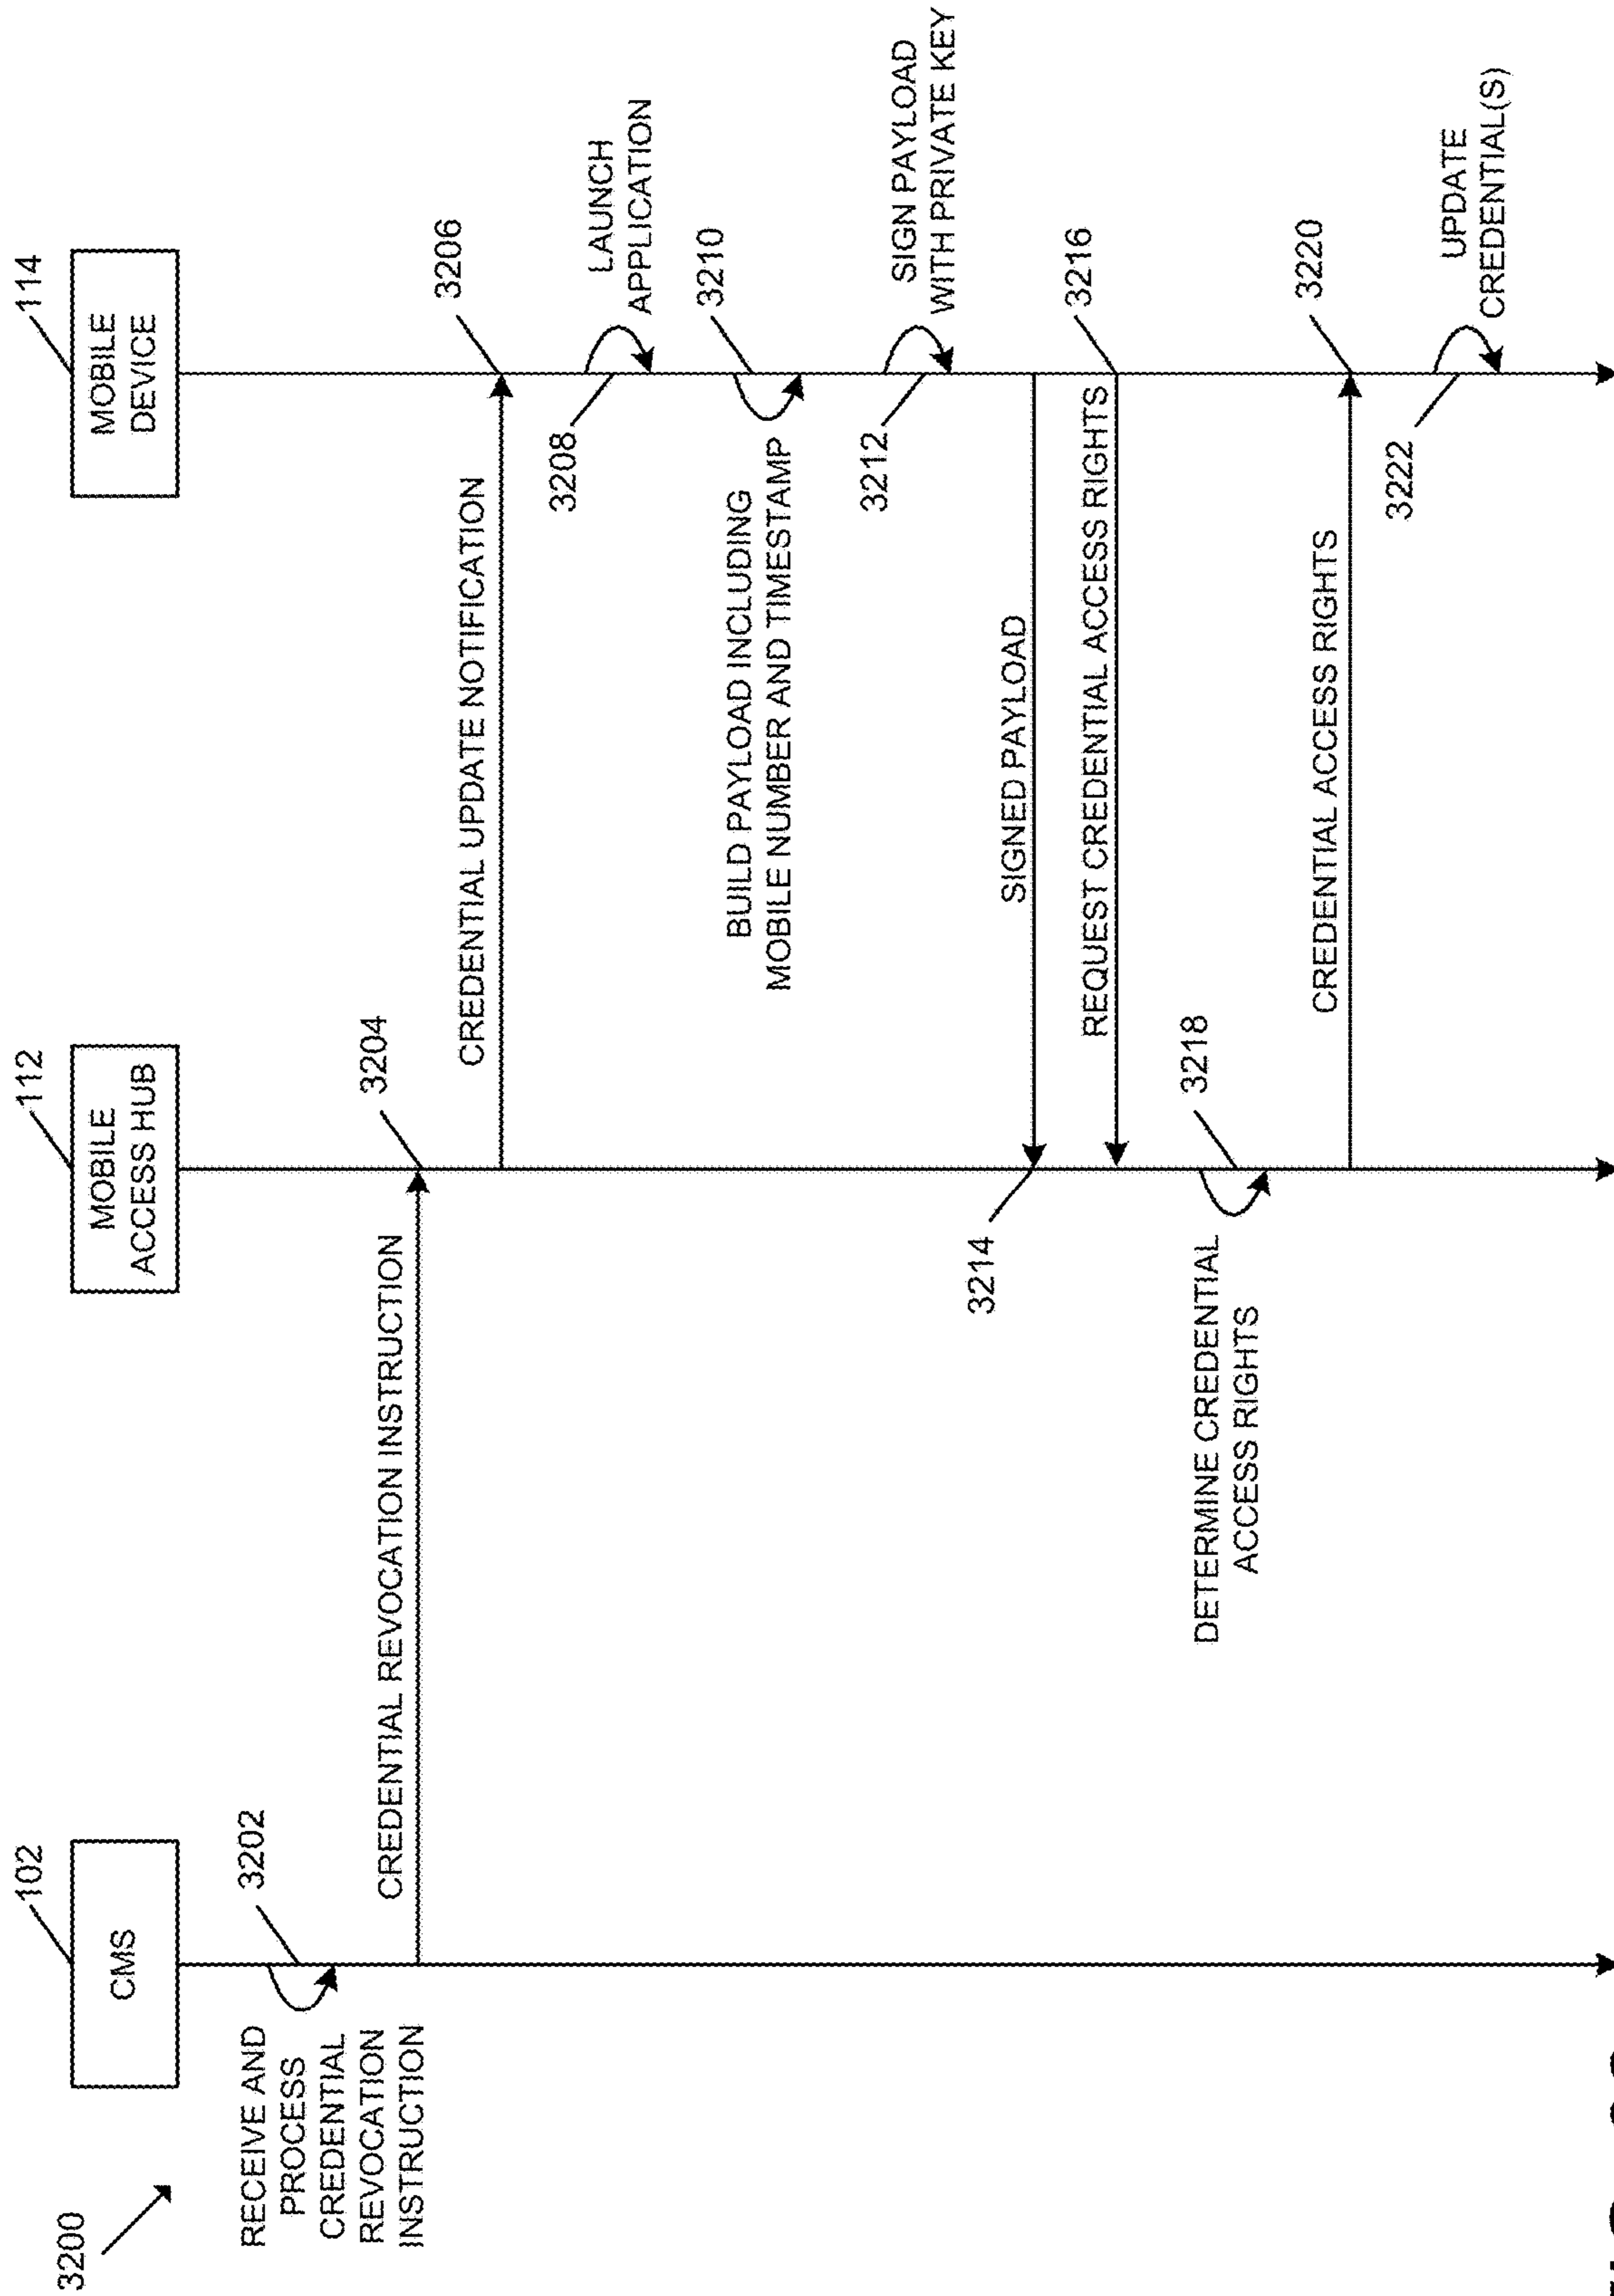 3200
102
CMS
112
MOBILE
ACCESS HUB
114
MOBILE
DEVICE
RECEIVE AND
PROCESS
CREDENTIAL
REVOCATION
INSTRUCTION
3202
CREDENTIAL REVOCATION INSTRUCTION
3204
CREDENTIAL UPDATE NOTIFICATION
3206
3208
LAUNCH
APPLICATION
BUILD PAYLOAD INCLUDING
MOBILE NUMBER AND TIMESTAMP
3210
3212
SIGN PAYLOAD
WITH PRIVATE KEY
3214
SIGNED PAYLOAD
REQUEST CREDENTIAL ACCESS RIGHTS
3216
DETERMINE CREDENTIAL
ACCESS RIGHTS
3218
CREDENTIAL ACCESS RIGHTS
3220
3222
UPDATE
CREDENTIAL(S)